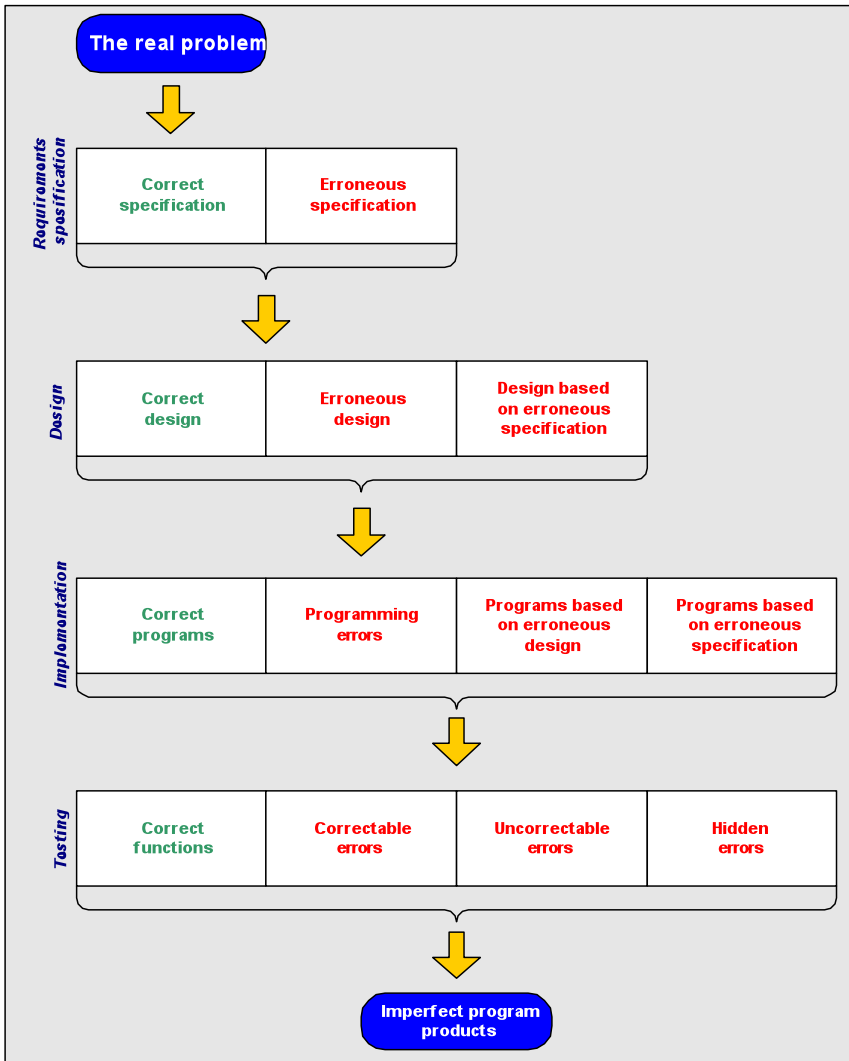 The real problem
Requiremonts
sposification
Correct
specification
Erroneous
specification
Dosign
Correct
design
Erroneous
design
Design based
on erroneous
specification
Implomontation
Correct
programs
Programming
errors
Programs based
on erroneous
design
Programs based
on erroneous
specification
Tosting
Correct
functions
Correctable
errors
Uncorrectable
errors
Hidden
errors
Imperfect program
products